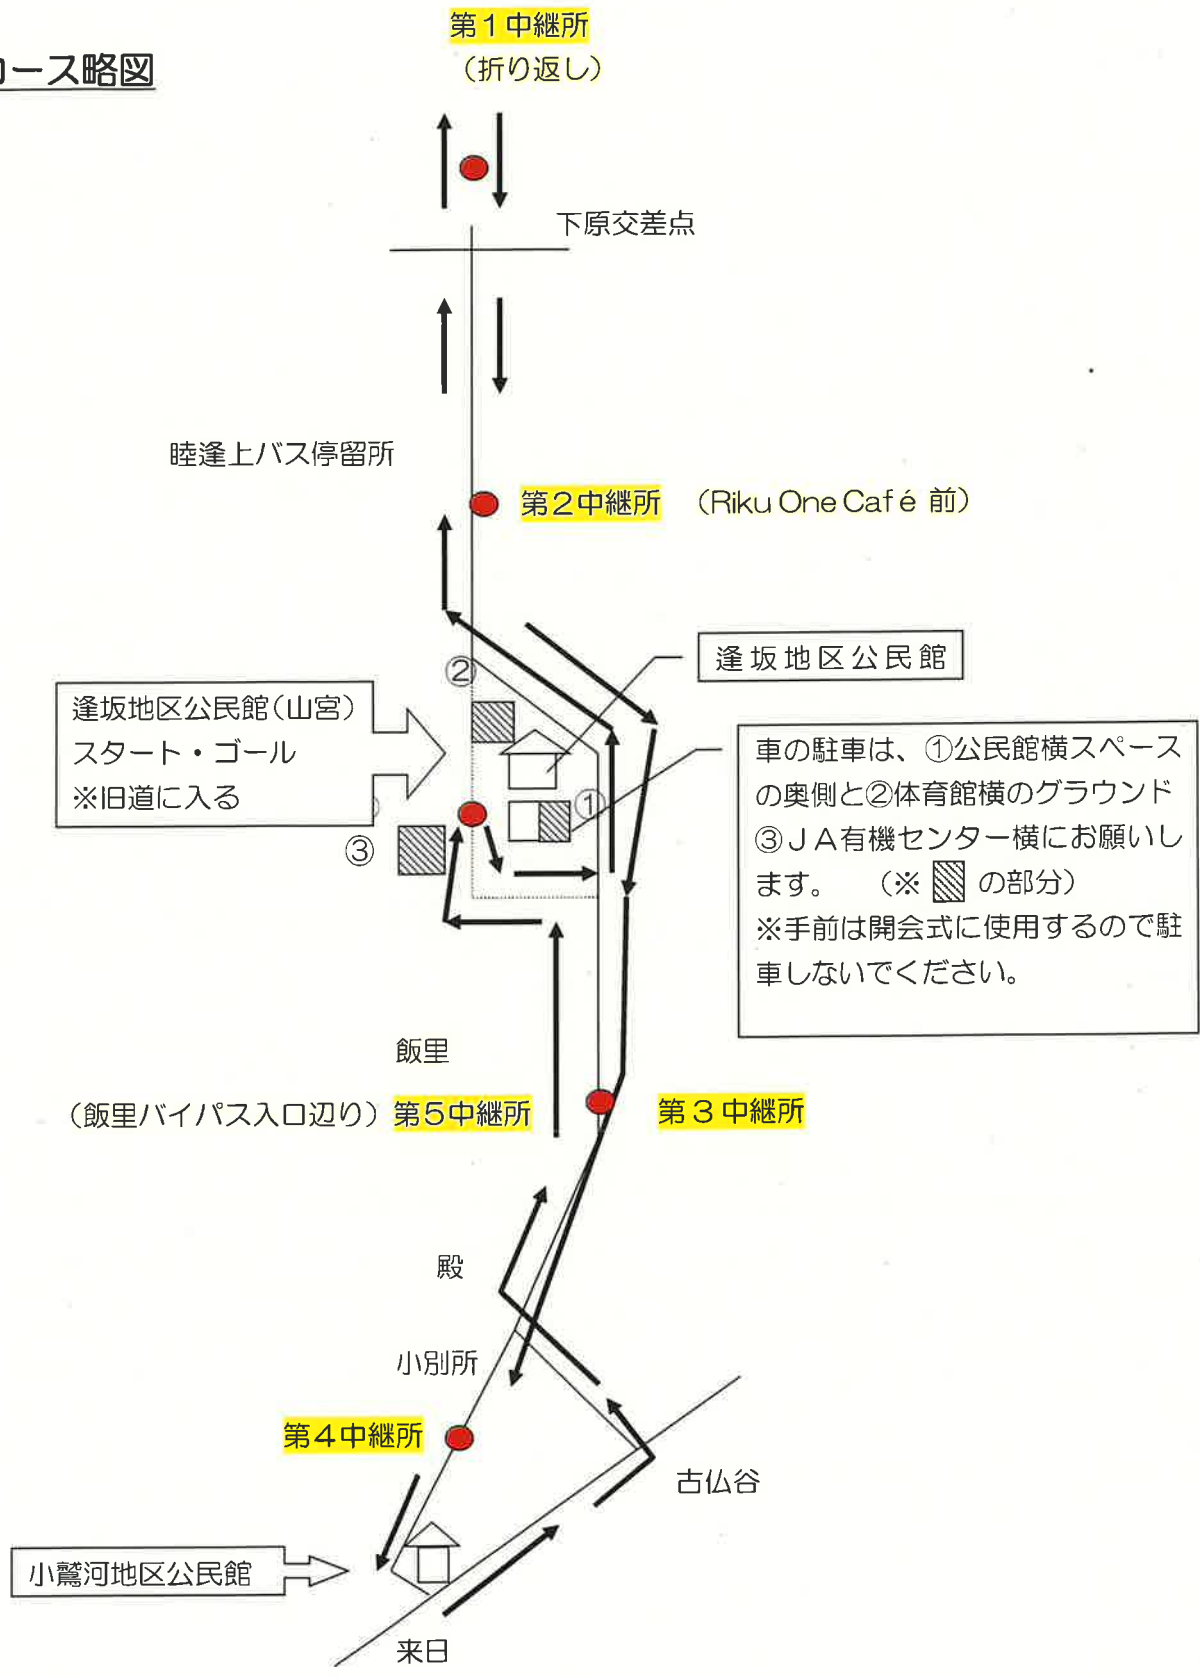 コース略図
第1中継所
（折り返し）
下原交差点
睦逢上バス停留所
第2中継所 （Riku One Café 前）
逢坂地区公民館
②
逢坂地区公民館（山宮）
スタート・ゴール
※旧道に入る
車の駐車は、①公民館横スペース
の奥側と②体育館横のグラウンド
③ＪＡ有機センター横にお願いし
ます。 （※ の部分）
※手前は開会式に使用するので駐
車しないでください。
①
③
飯里
（飯里バイパス入口辺り）第5中継所
第３中継所
殿
小別所
第4中継所
古仏谷
小鷲河地区公民館
来日